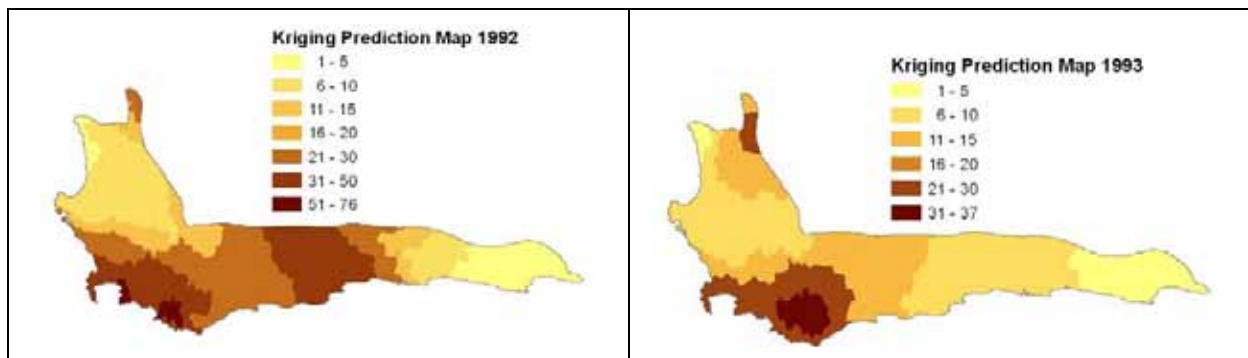 Kriging Prediction Map 1992
1 - 5
6 - 10
11 - 15
16 - 20
21 - 30
31 - 50
51 - 76
Kriging Prediction Map 1993
1 - 5
6 - 10
11 - 15
16 - 20
21 - 30
31 - 37